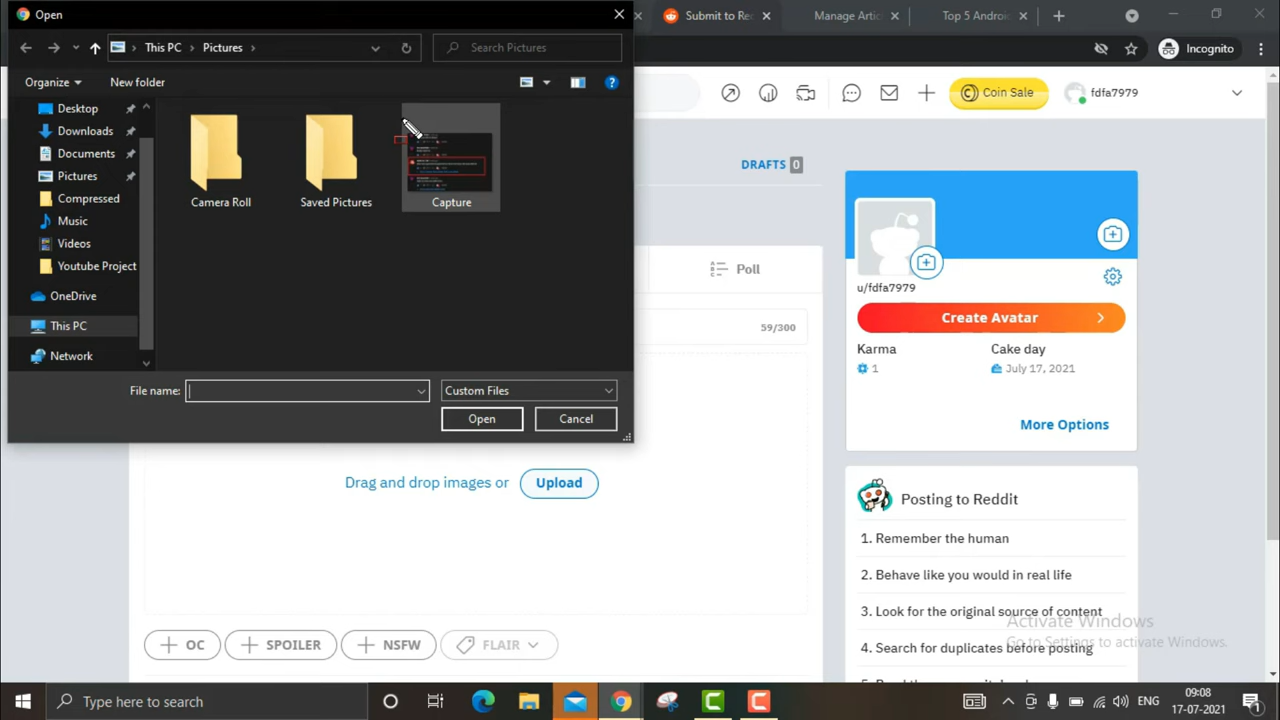 Open
Submit to Re
Manage Artic
Top 5 Androi
This PC
Pictures
Search Pictures
Incognito
Organize
New folder
Coin Sale
fdfa7979
Desktop
Downloads
Documents
Pictures
Compressed
Music
Videos
Youtube Project
OneDrive
This PC
Network
Camera Roll
Saved Pictures
Capture
File name:
Custom Files
Open
Cancel
DRAFTS 0
Poll
59/300
Drag and drop images or Upload
OC
SPOILER
NSFW
FLAIR
u/fdfa7979
Create Avatar
Karma
Cake day
1
July 17, 2021
More Options
Posting to Reddit
1. Remember the human
2. Behave like you would in real life
3. Look for the original source of content
4. Search for duplicates before posting
Activate Windows
Go to Settings to activate Windows.
Type here to search
ENG
09:08
17-07-2021
1